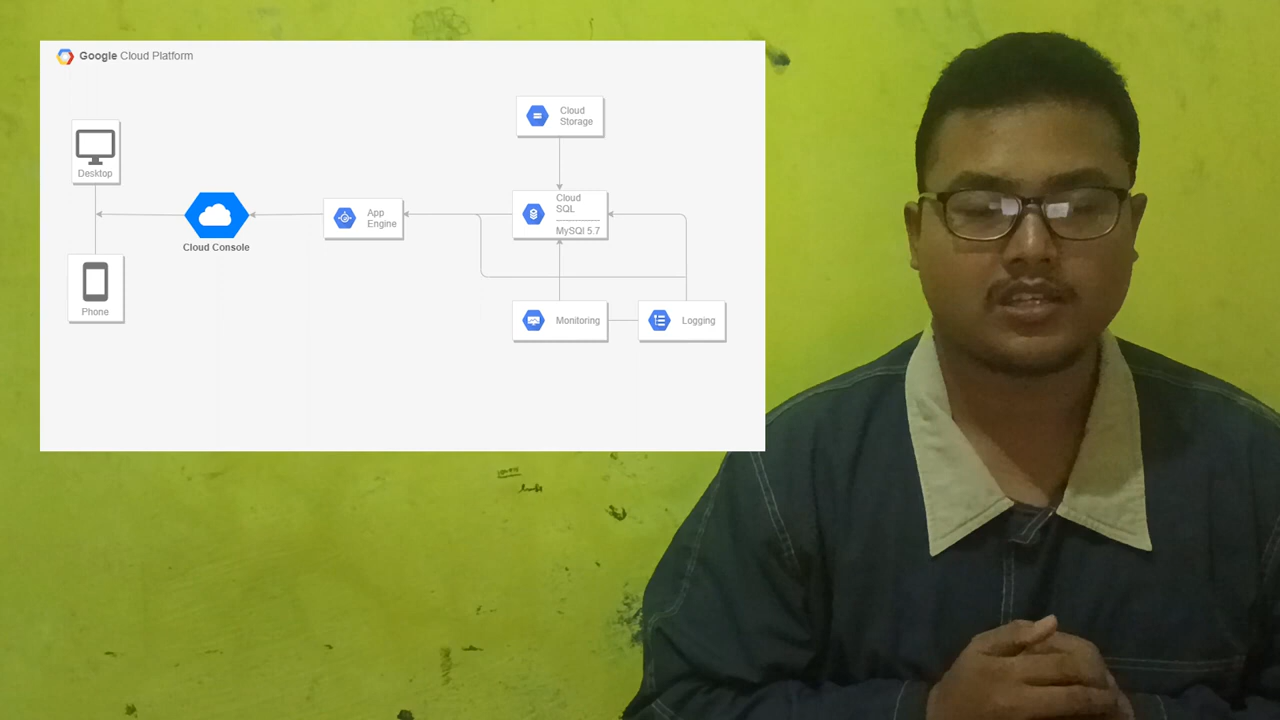 Google Cloud Platform
Cloud
Storage
Desktop
Cloud
SQL
MySQl 5.7
App
Engine
Cloud Console
Phone
Monitoring
Logging